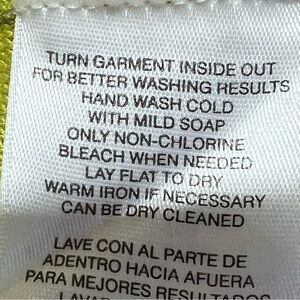 TURN GARMENT INSIDE OUT
FOR BETTER WASHING RESULTS
HAND WASH COLD
WITH MILD SOAP
ONLY NON-CHLORINE
BLEACH WHEN NEEDED
LAY FLAT TO DRY
WARM IRON IF NECESSARY
CAN BE DRY CLEANED
LAVE CON AL PARTE DE
ADENTRO HACIA AFUERA
PARA MEJORES RESULTADOS